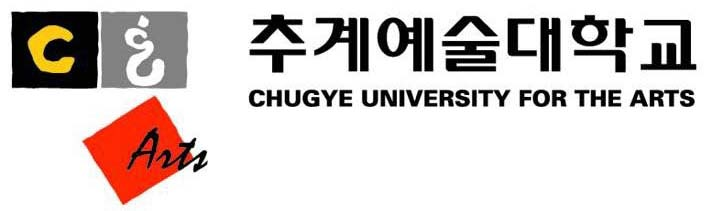 C
추계예술대학교
CHUGYE UNIVERSITY FOR THE ARTS
Arts